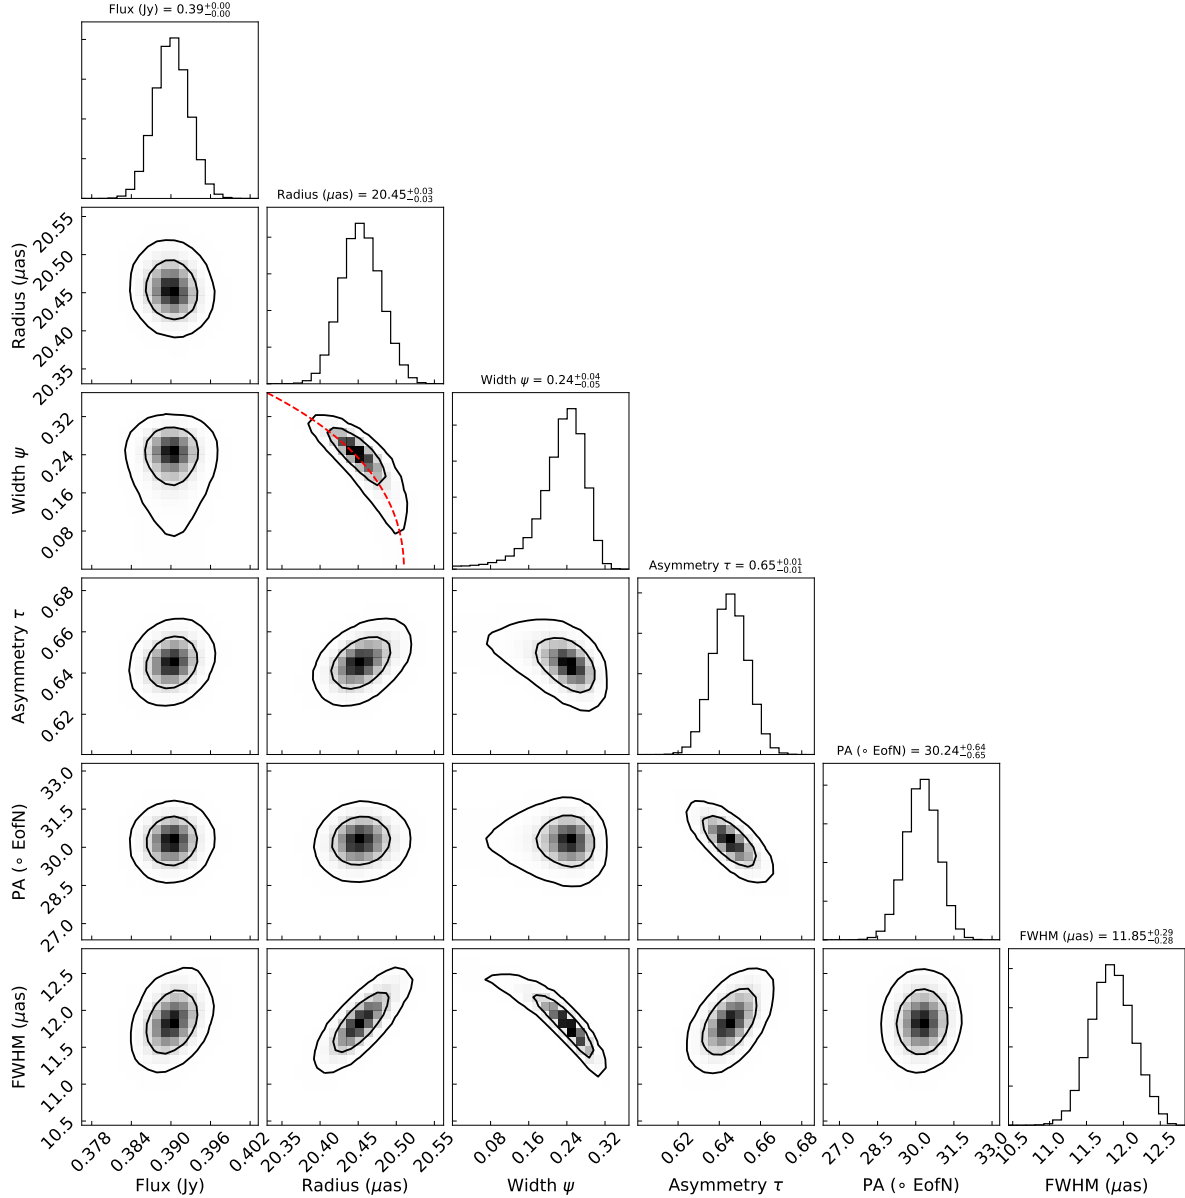 Flux (Jy) = 0.39+0.00−0.00
Radius (μas) = 20.45+0.03−0.03
20.55
20.50
20.45
20.40
20.35
Radius (μas)
Width ψ = 0.24+0.04−0.05
0.32
0.24
0.16
0.08
Width ψ
Asymmetry τ = 0.65+0.01−0.01
0.68
0.66
0.64
0.62
Asymmetry τ
PA (∘ EofN) = 30.24+0.64−0.65
33.0
31.5
30.0
28.5
27.0
PA (∘ EofN)
FWHM (μas) = 11.85+0.29−0.28
12.5
12.0
11.5
11.0
10.5
FWHM (μas)
0.378 0.384 0.390 0.396 0.402
Flux (Jy)
20.35 20.40 20.45 20.50 20.55
Radius (μas)
0.08 0.16 0.24 0.32
Width ψ
0.62 0.64 0.66 0.68
Asymmetry τ
27.0 28.5 30.0 31.5 33.0
PA (∘ EofN)
10.5 11.0 11.5 12.0 12.5
FWHM (μas)